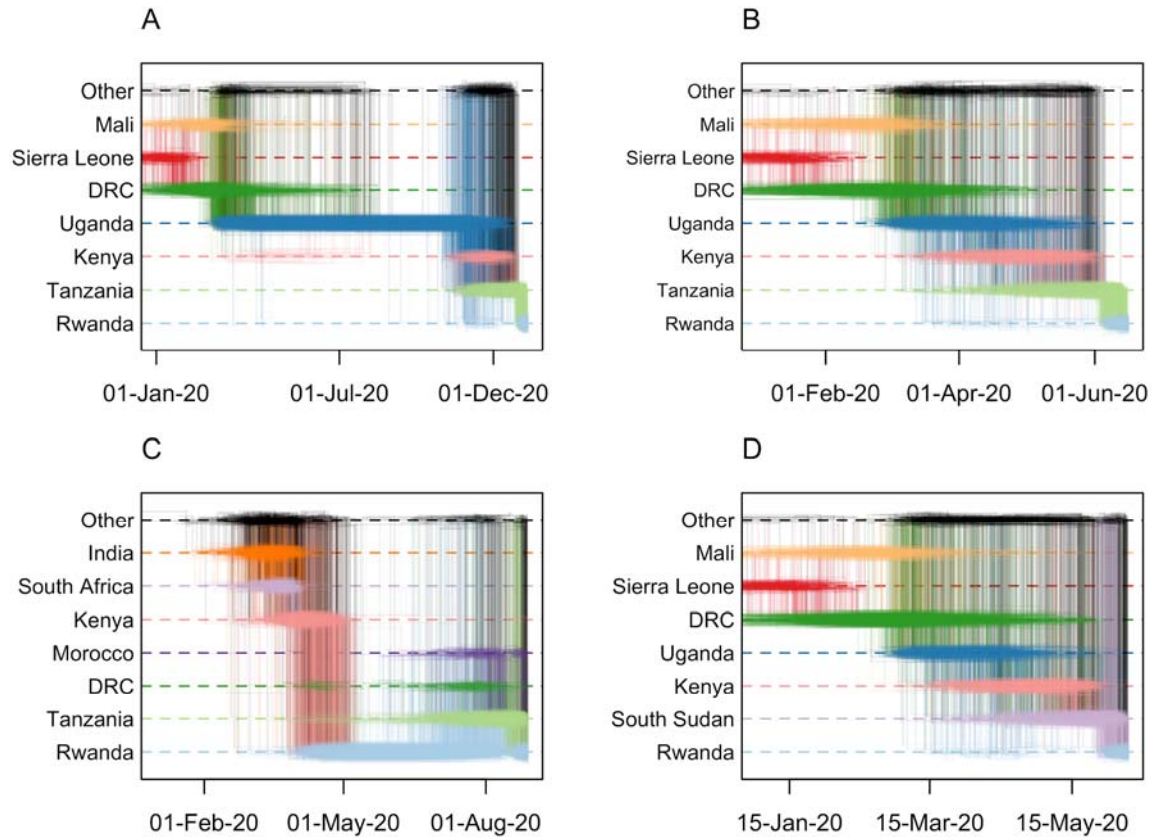 A
Other
Mali
Sierra Leone
DRC
Uganda
Kenya
Tanzania
Rwanda
01-Jan-20
01-Jul-20
01-Dec-20
B
Other
Mali
Sierra Leone
DRC
Uganda
Kenya
Tanzania
Rwanda
01-Feb-20
01-Apr-20
01-Jun-20
C
Other
India
South Africa
Kenya
Morocco
DRC
Tanzania
Rwanda
01-Feb-20
01-May-20
01-Aug-20
D
Other
Mali
Sierra Leone
DRC
Uganda
Kenya
South Sudan
Rwanda
15-Jan-20
15-Mar-20
15-May-20